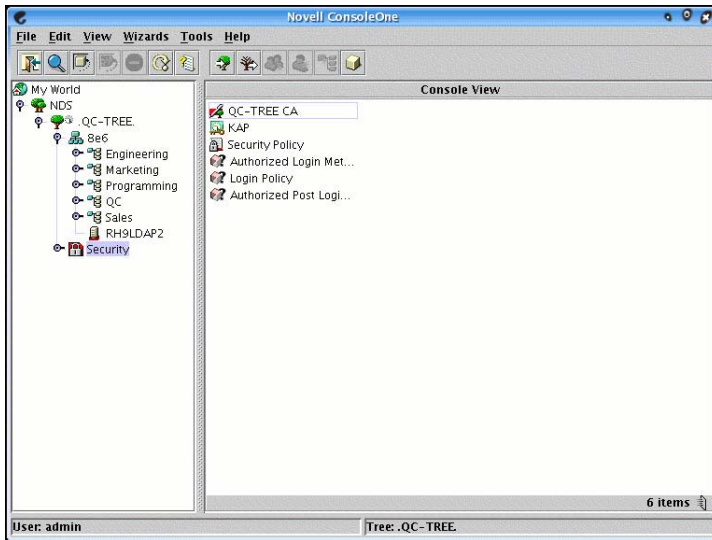 Novell ConsoleOne
File Edit View Wizards Tools Help
My World
NDS
.QC-TREE.
8e6
Engineering
Marketing
Programming
QC
Sales
RH9LDAP2
Security
Console View
QC-TREE CA
KAP
Security Policy
Authorized Login Met...
Login Policy
Authorized Post Logi...
6 items
User: admin
Tree: .QC-TREE.